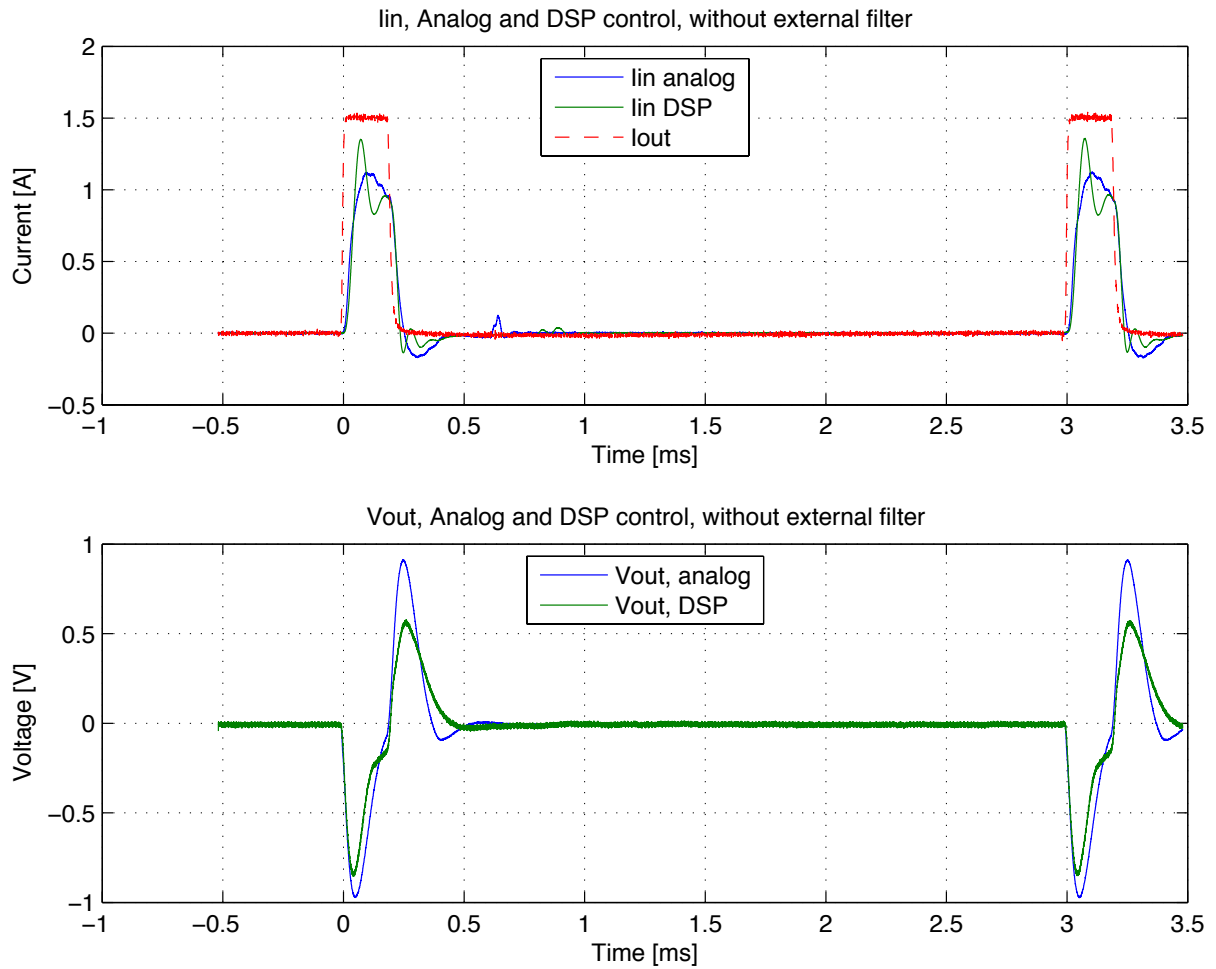 Iin, Analog and DSP control, without external filter
2
1.5
1
0.5
0
−0.5
Current [A]
Iin analog
Iin DSP
Iout
−1 −0.5 0 0.5 1 1.5 2 2.5 3 3.5
Time [ms]
Vout, Analog and DSP control, without external filter
1
0.5
0
−0.5
−1
Voltage [V]
Vout, analog
Vout, DSP
−1 −0.5 0 0.5 1 1.5 2 2.5 3 3.5
Time [ms]